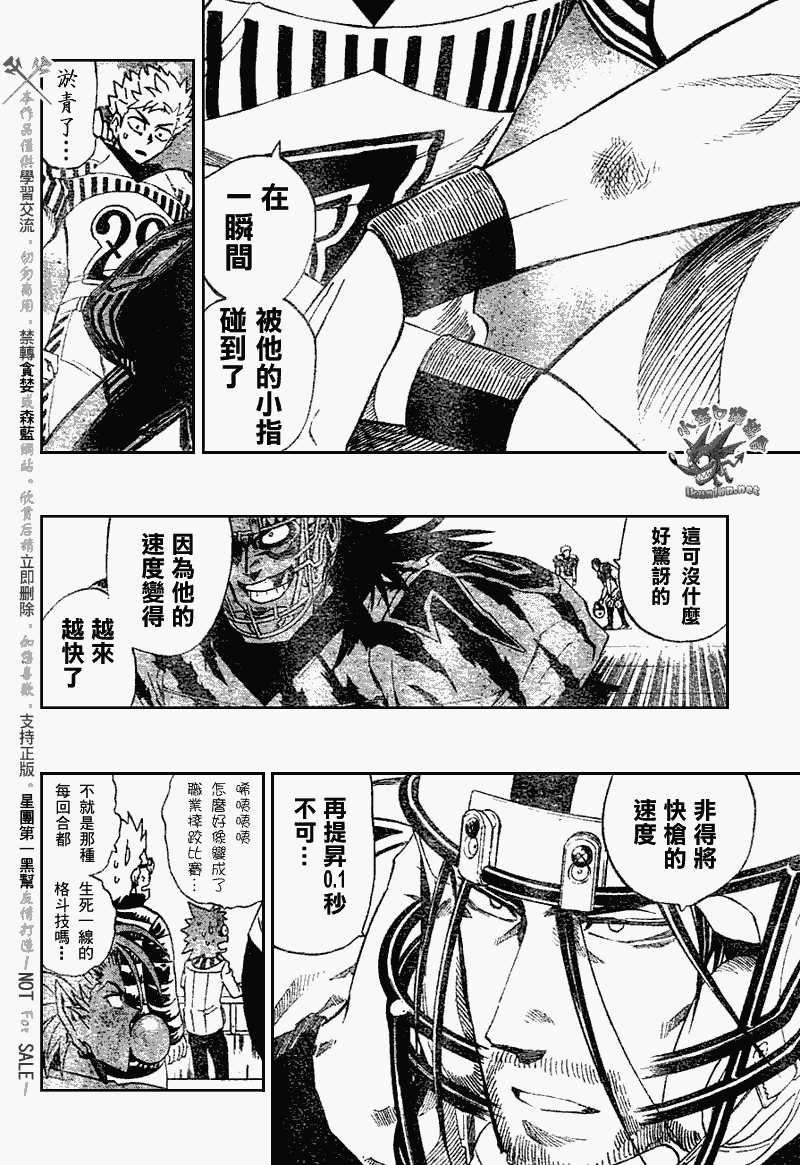 在
一瞬間
被他的小指
碰到了
淤青了…
這可沒什麼
好驚訝的
因為他的
速度變得
越來
越快了
非得將
快槍的
速度
再提昇0.1秒
不可…
唏咦咦咦
怎麼好像變成了
職業摔跤比賽…
不就是那種
每回合都
生死一線的
格斗技嗎…
本作品僅供學習交流，切勿商用，禁轉貪婪或森藍網站。欣賞后請立即刪除，如您喜歡，支持正版。星團第一黑幫友情打造—NOT For SALE—